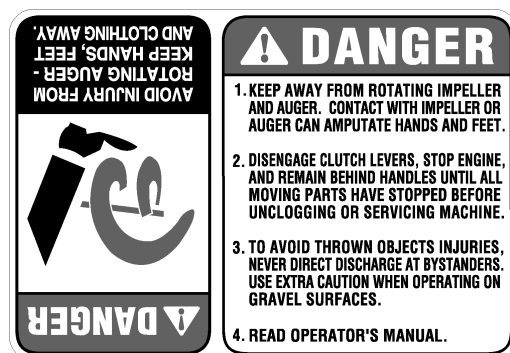 DANGER
AVOID INJURY FROM
ROTATING AUGER -
KEEP HANDS, FEET
AND CLOTHING AWAY.
DANGER
1. KEEP AWAY FROM ROTATING IMPELLER
AND AUGER. CONTACT WITH IMPELLER OR
AUGER CAN AMPUTATE HANDS AND FEET.
2. DISENGAGE CLUTCH LEVERS, STOP ENGINE,
AND REMAIN BEHIND HANDLES UNTIL ALL
MOVING PARTS HAVE STOPPED BEFORE
UNCLOGGING OR SERVICING MACHINE.
3. TO AVOID THROWN OBJECTS INJURIES,
NEVER DIRECT DISCHARGE AT BYSTANDERS.
USE EXTRA CAUTION WHEN OPERATING ON
GRAVEL SURFACES.
4. READ OPERATOR'S MANUAL.